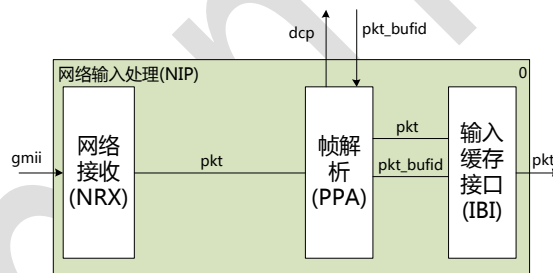 dcp
pkt_bufid
网络输入处理(NIP)
0
gmii
网络
接收
(NRX)
pkt
帧解
析
(PPA)
pkt
pkt_bufid
输入
缓存
接口
(IBI)
pkt